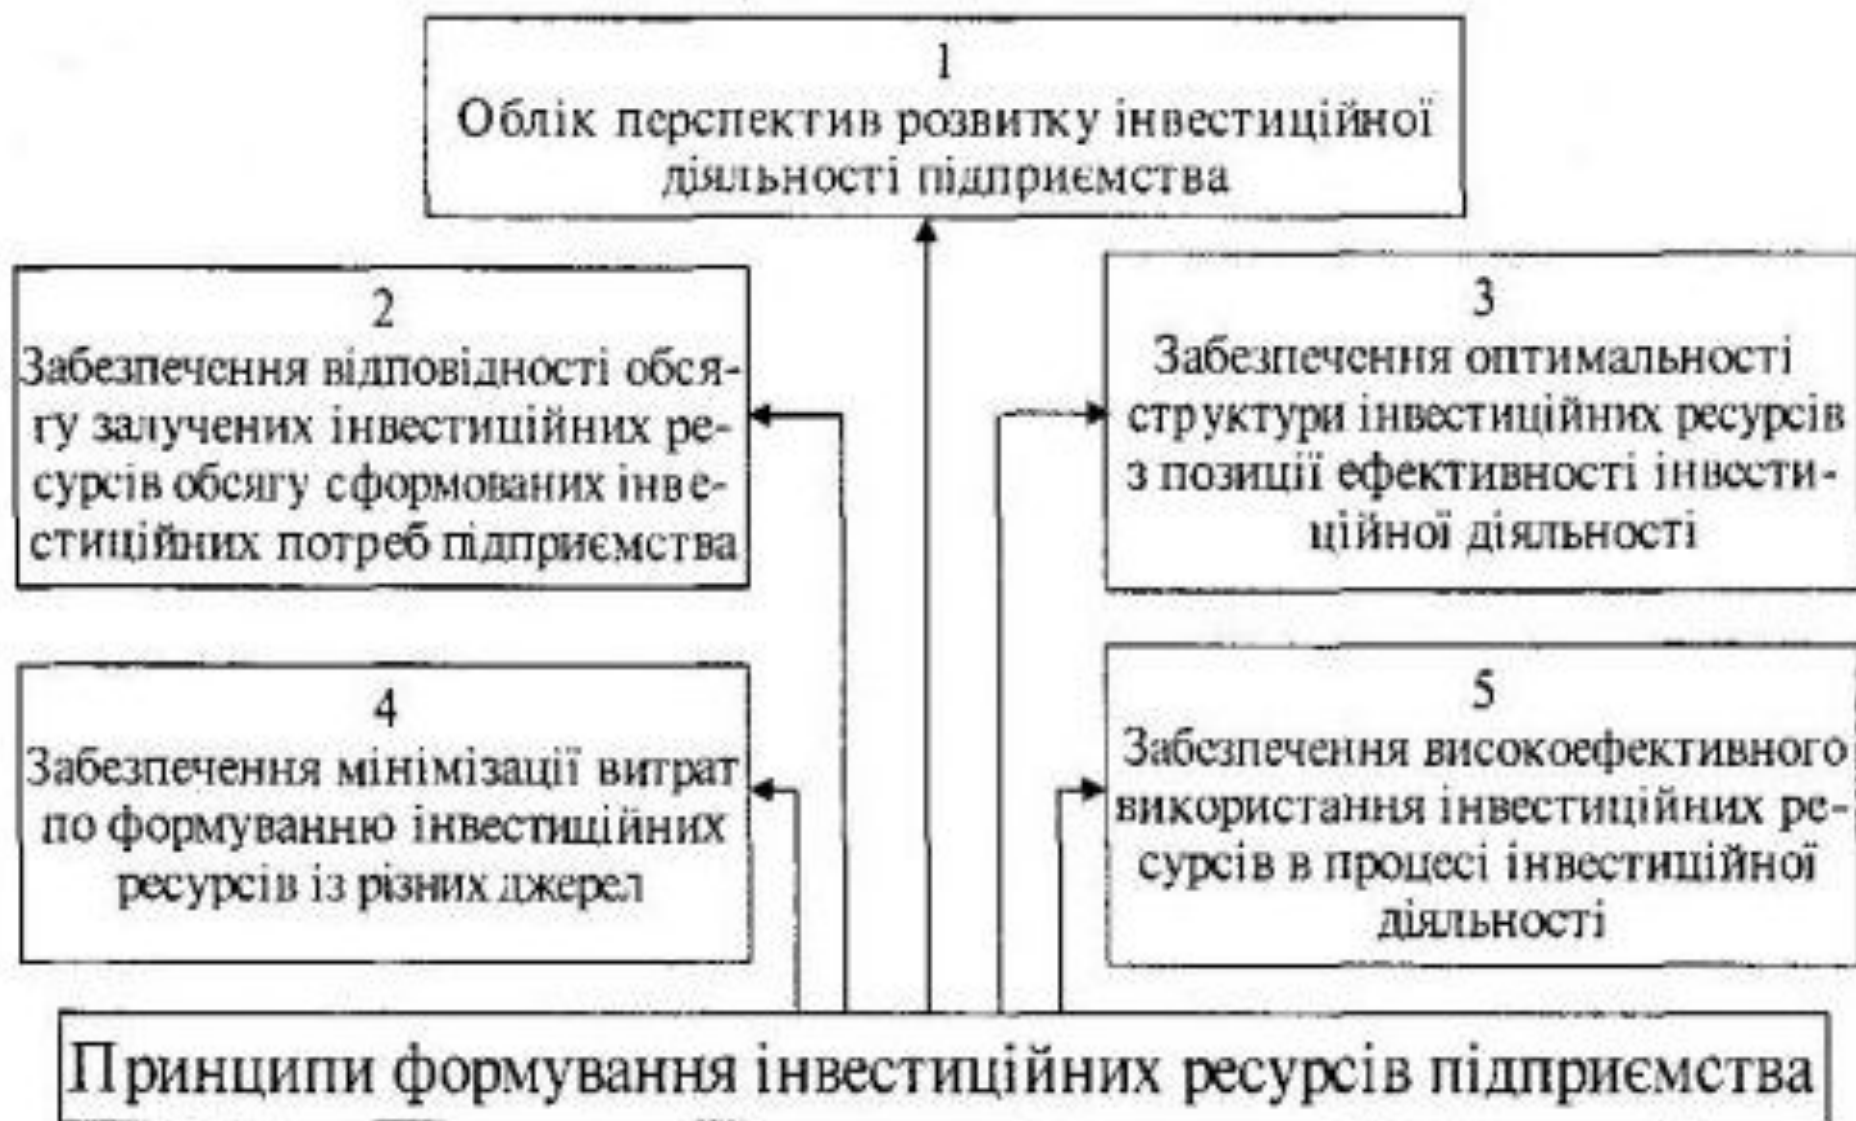 1
Облік перспектив розвитку інвестиційної
діяльності підприємства
2
Забезпечення відповідності обся-
гу залучених інвестиційних ре-
сурсів обсягу сформованих інве-
стиційних потреб підприємства
3
Забезпечення оптимальності
структури інвестиційних ресурсів
з позиції ефективності інвести-
ційної діяльності
4
Забезпечення мінімізації витрат
по формуванню інвестиційних
ресурсів із різних джерел
5
Забезпечення високоефективного
використання інвестиційних ре-
сурсів в процесі інвестиційної
діяльності
Принципи формування інвестиційних ресурсів підприємства